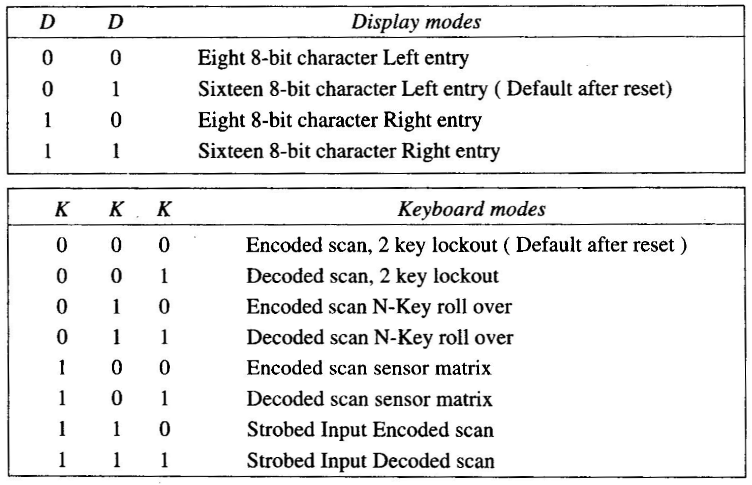 D D Display modes
0 0 Eight 8-bit character Left entry
0 1 Sixteen 8-bit character Left entry ( Default after reset)
1 0 Eight 8-bit character Right entry
1 1 Sixteen 8-bit character Right entry
K K K Keyboard modes
0 0 0 Encoded scan, 2 key lockout ( Default after reset )
0 0 1 Decoded scan, 2 key lockout
0 1 0 Encoded scan N-Key roll over
0 1 1 Decoded scan N-Key roll over
1 0 0 Encoded scan sensor matrix
1 0 1 Decoded scan sensor matrix
1 1 0 Strobed Input Encoded scan
1 1 1 Strobed Input Decoded scan